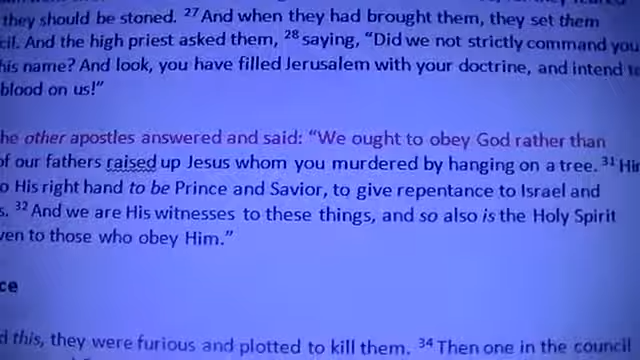 they should be stoned. 27 And when they had brought them, they set them
cil. And the high priest asked them, 28 saying, “Did we not strictly command you
his name? And look, you have filled Jerusalem with your doctrine, and intend to
blood on us!”
he other apostles answered and said: “We ought to obey God rather than
of our fathers raised up Jesus whom you murdered by hanging on a tree. 31 Hi
o His right hand to be Prince and Savior, to give repentance to Israel and
s. 32 And we are His witnesses to these things, and so also is the Holy Spirit
ven to those who obey Him.”
ce
d this, they were furious and plotted to kill them. 34 Then one in the council